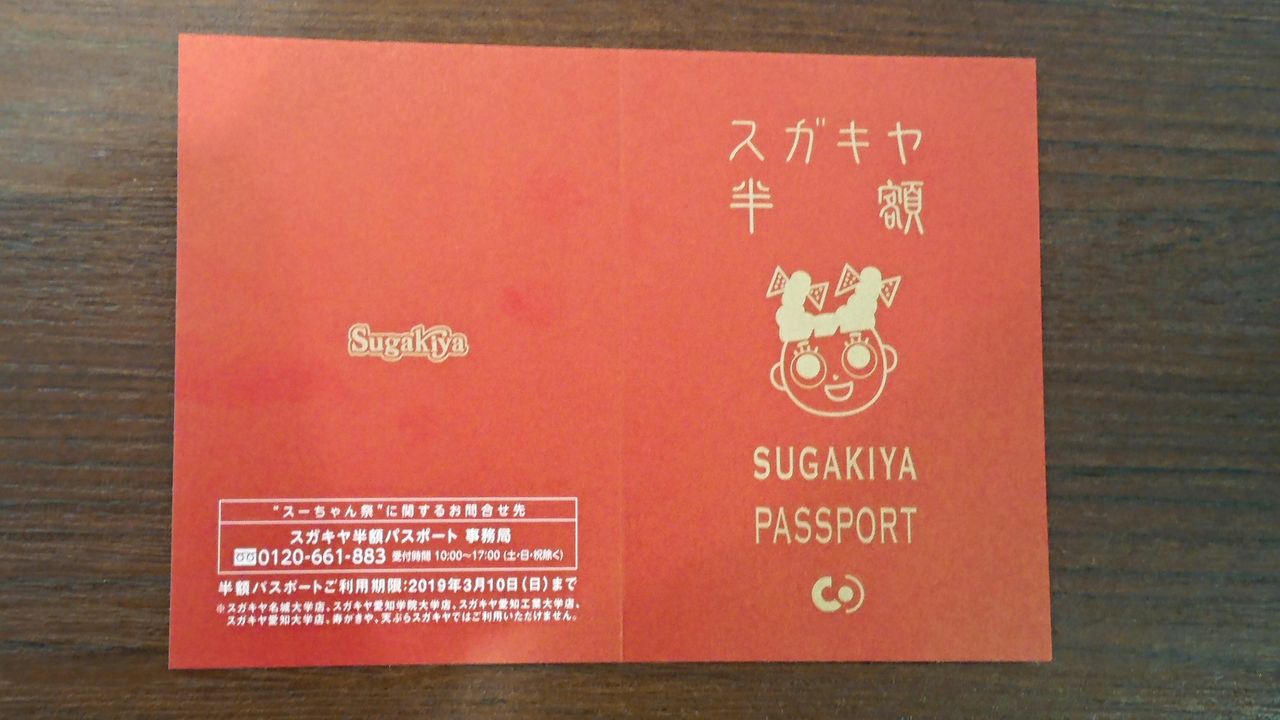 スガキヤ
半額
SUGAKIYA
PASSPORT
Sugakiya
"スーちゃん祭"に関するお問合せ先
スガキヤ半額パスポート 事務局
0120-661-883 受付時間 10:00～17:00 (土・日・祝除く)
半額パスポートご利用期限:2019年3月10日(日)まで
※スガキヤ名城大学店、スガキヤ愛知学院大学店、スガキヤ愛知工業大学店、
スガキヤ愛知大学店、寿がきや、天ぷらスガキヤではご利用いただけません。